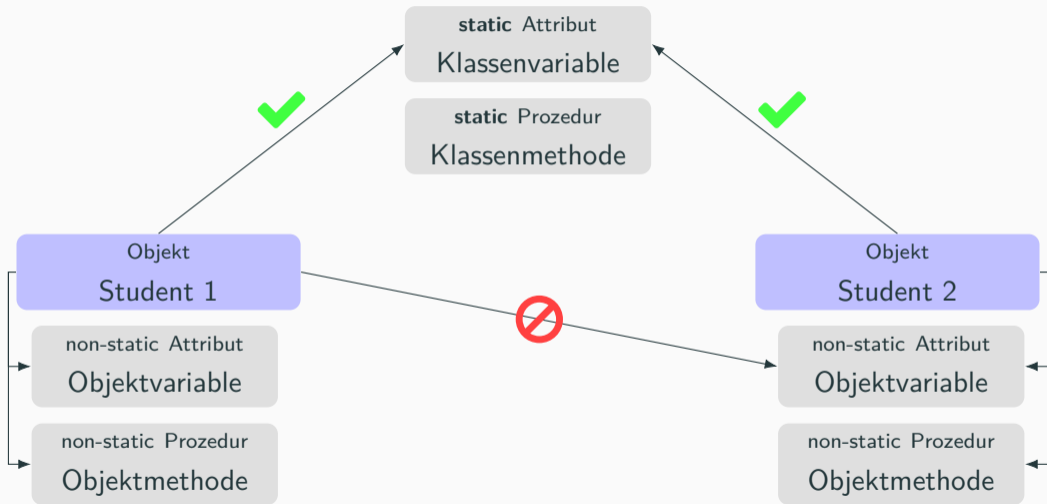 static Attribut
Klassenvariable
static Prozedur
Klassenmethode
Objekt
Student 1
Objekt
Student 2
non-static Attribut
Objektvariable
non-static Attribut
Objektvariable
non-static Prozedur
Objektmethode
non-static Prozedur
Objektmethode